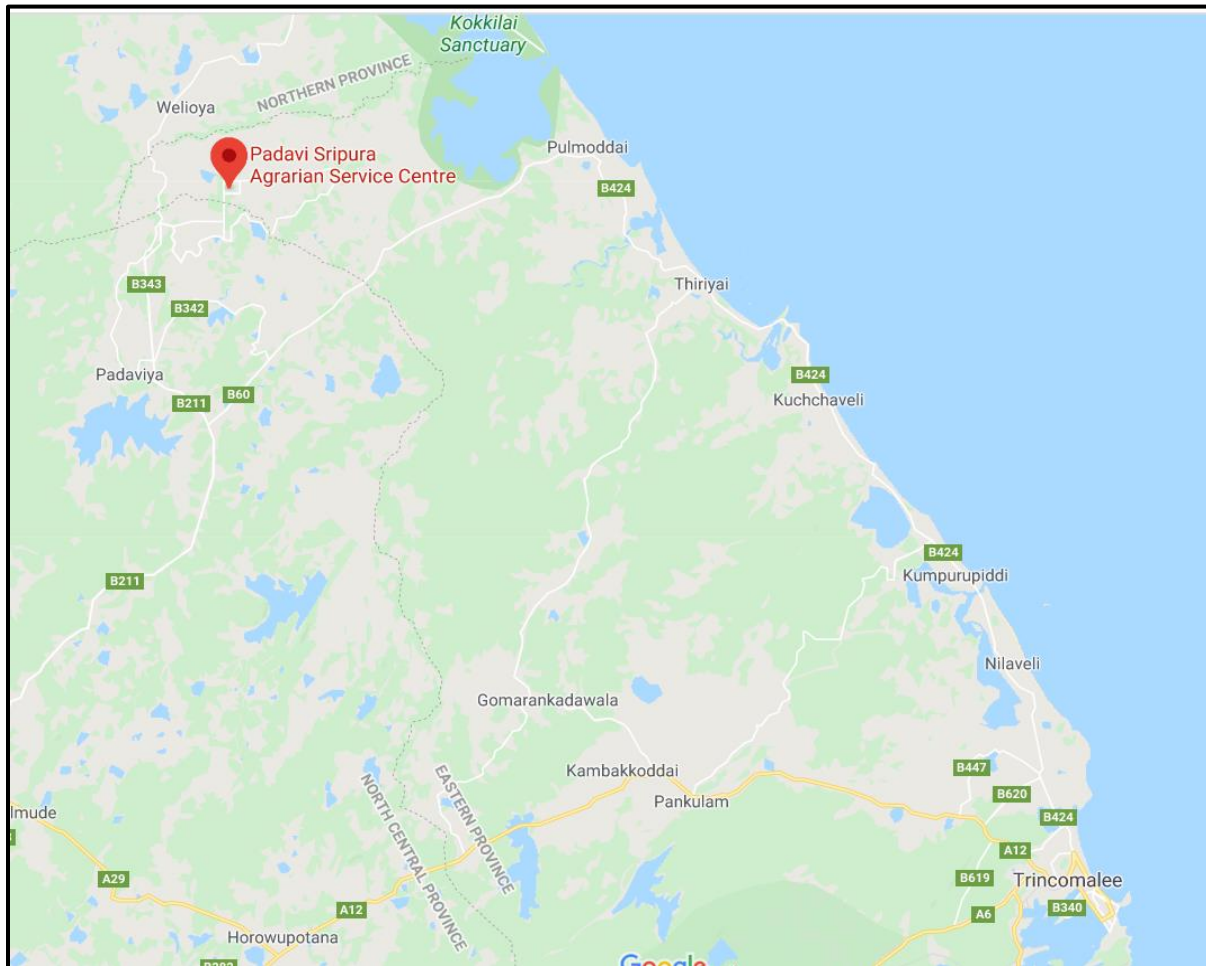 Kokkilai
Sanctuary
NORTHERN PROVINCE
Welioya
Pulmoddai
Padavi Sripura
Agrarian Service Centre
B424
Thiriyai
B343
B342
Padaviya
B60
B211
B424
Kuchchaveli
B424
B211
Kumpurupiddi
Nilaveli
Gomarankadawala
Kambakkoddai
Pankulam
B447
B620
B424
EASTERN PROVINCE
NORTH CENTRAL PROVINCE
lmude
A12
A29
B619
Trincomalee
B340
A12
A6
Horowupotana
Google